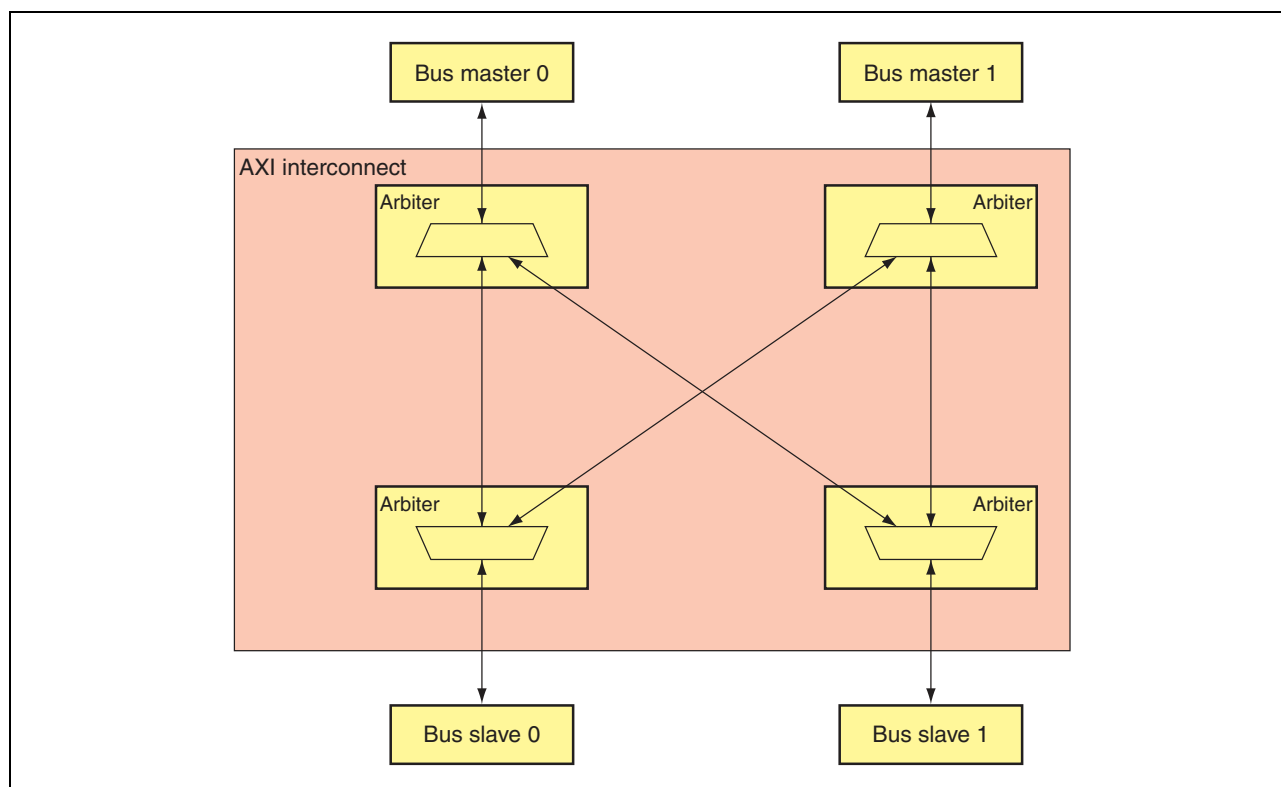 Bus master 0
Bus master 1
AXI interconnect
Arbiter
Arbiter
Arbiter
Arbiter
Bus slave 0
Bus slave 1